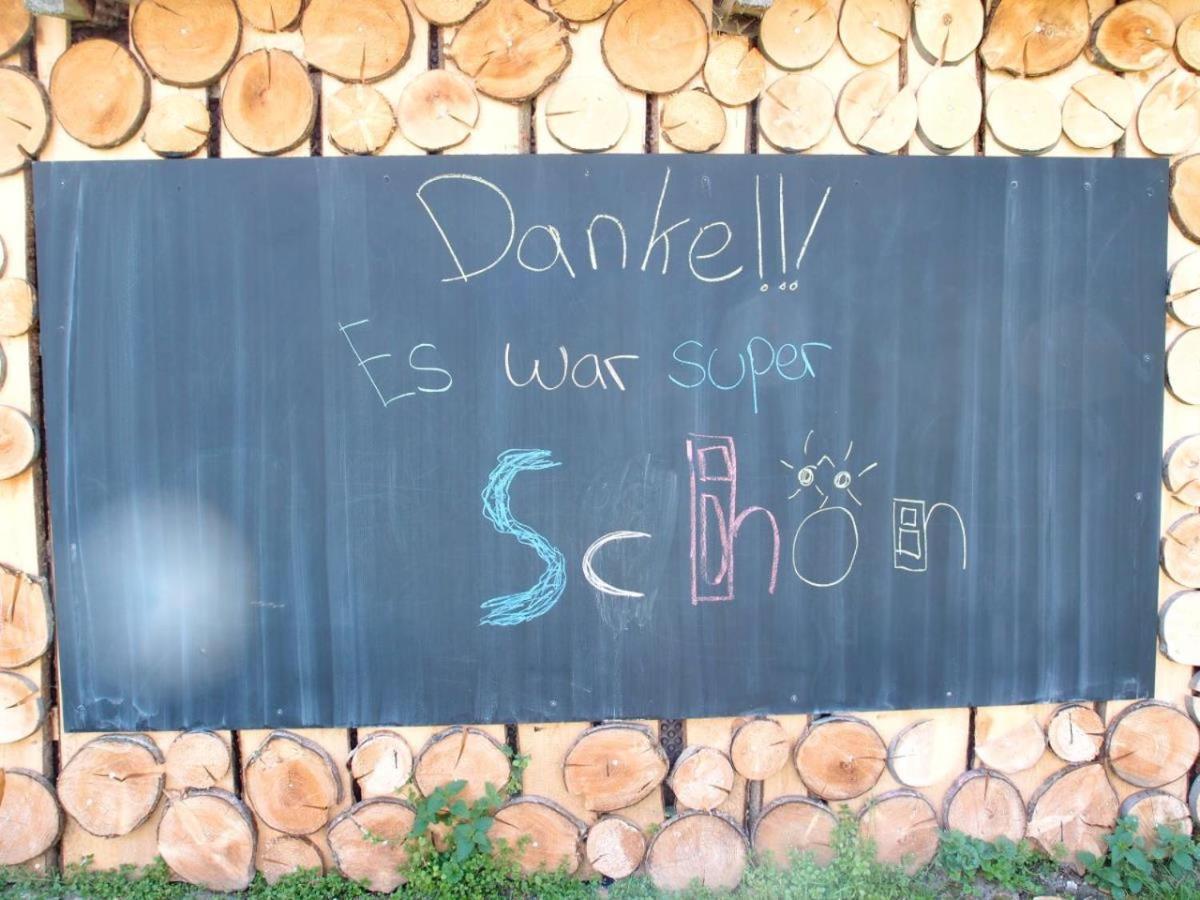 Danke!!!
Es war super
Schön